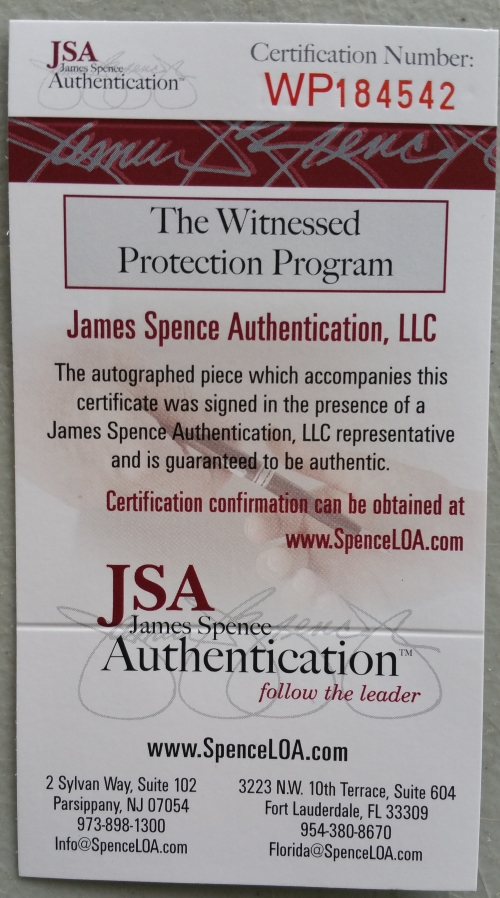 JSA
James Spence
Authentication™
Certification Number:
WP184542
The Witnessed
Protection Program
James Spence Authentication, LLC
The autographed piece which accompanies this
certificate was signed in the presence of a
James Spence Authentication, LLC representative
and is guaranteed to be authentic.
Certification confirmation can be obtained at
www.SpenceLOA.com
JSA
James Spence
Authentication™
follow the leader
www.SpenceLOA.com
2 Sylvan Way, Suite 102
Parsippany, NJ 07054
973-898-1300
Info@SpenceLOA.com
3223 N.W. 10th Terrace, Suite 604
Fort Lauderdale, FL 33309
954-380-8670
Florida@SpenceLOA.com